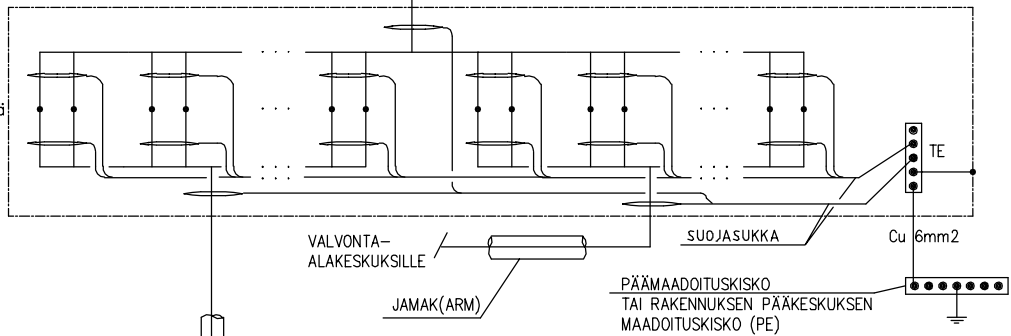 TE
VALVONTA-
ALAKESKUKSILLE
SUOJASUKKA
Cu 6mm2
JAMAK(ARM)
PÄÄMAADOITUSKISKO
TAI RAKENNUKSEN PÄÄKESKUKSEN
MAADOITUSKISKO (PE)